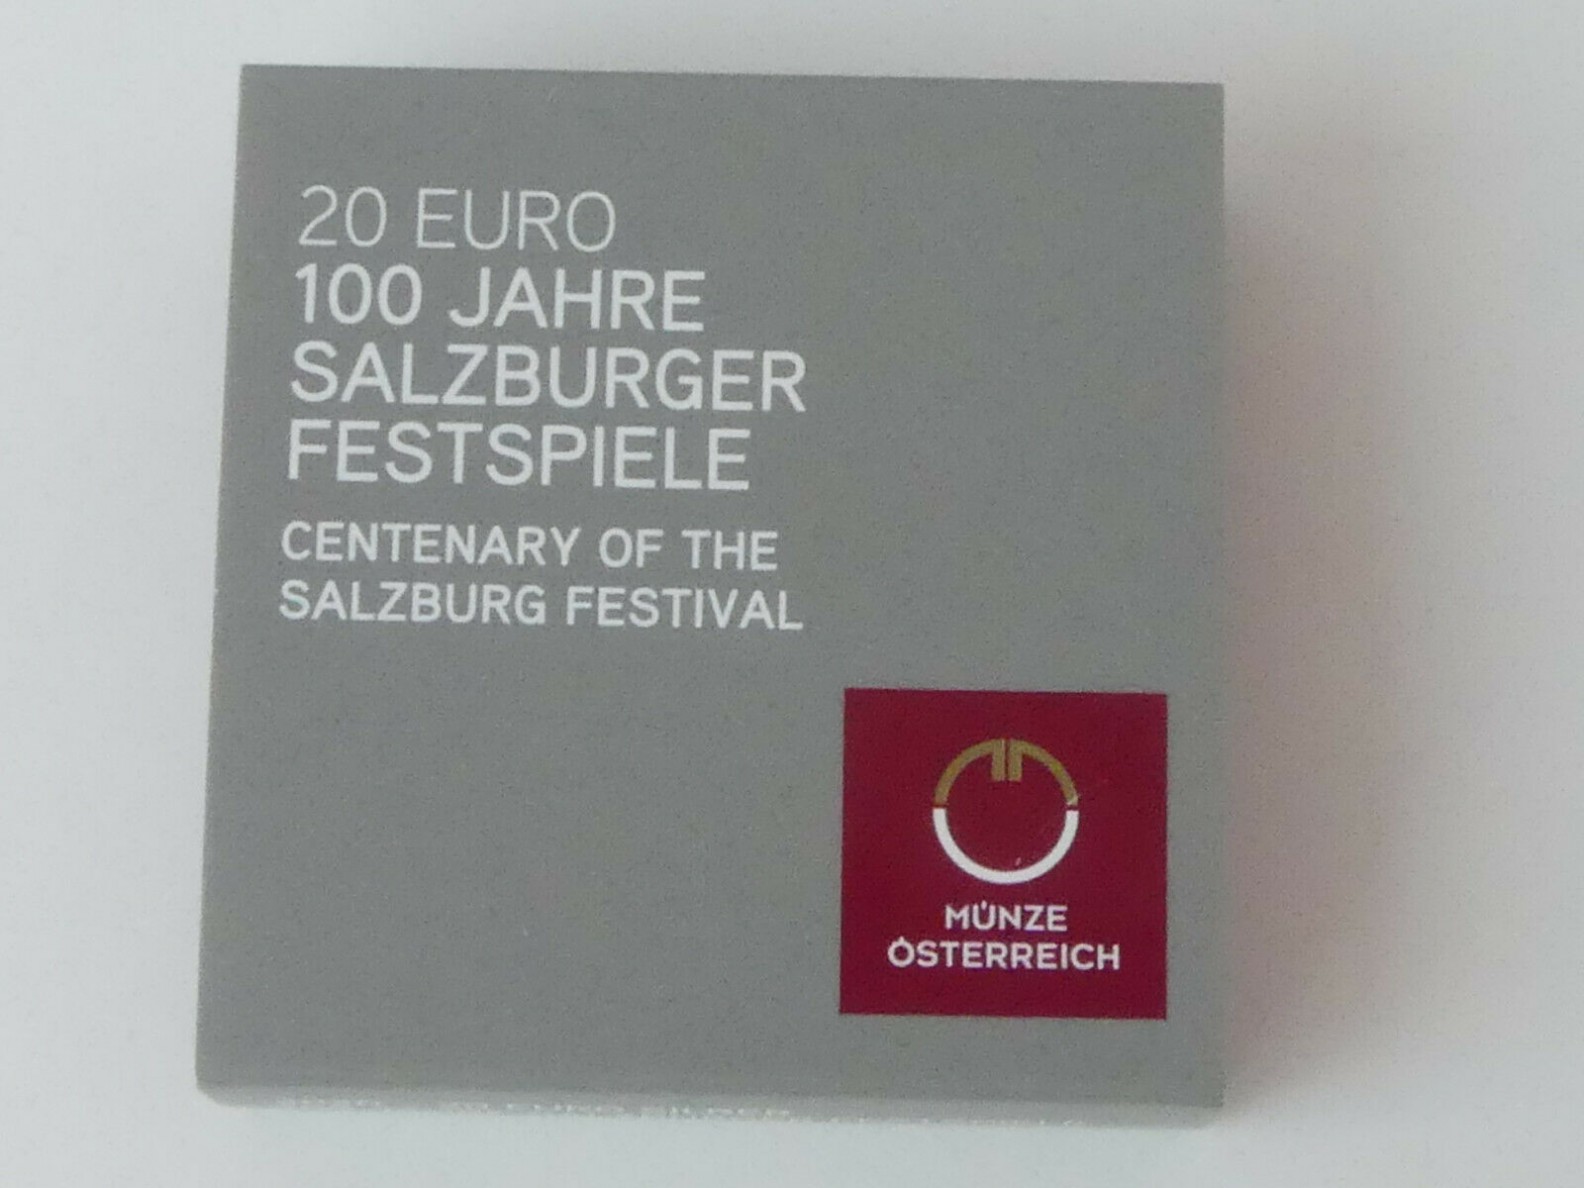 20 EURO
100 JAHRE
SALZBURGER
FESTSPIELE
CENTENARY OF THE
SALZBURG FESTIVAL
MÜNZE
ÖSTERREICH